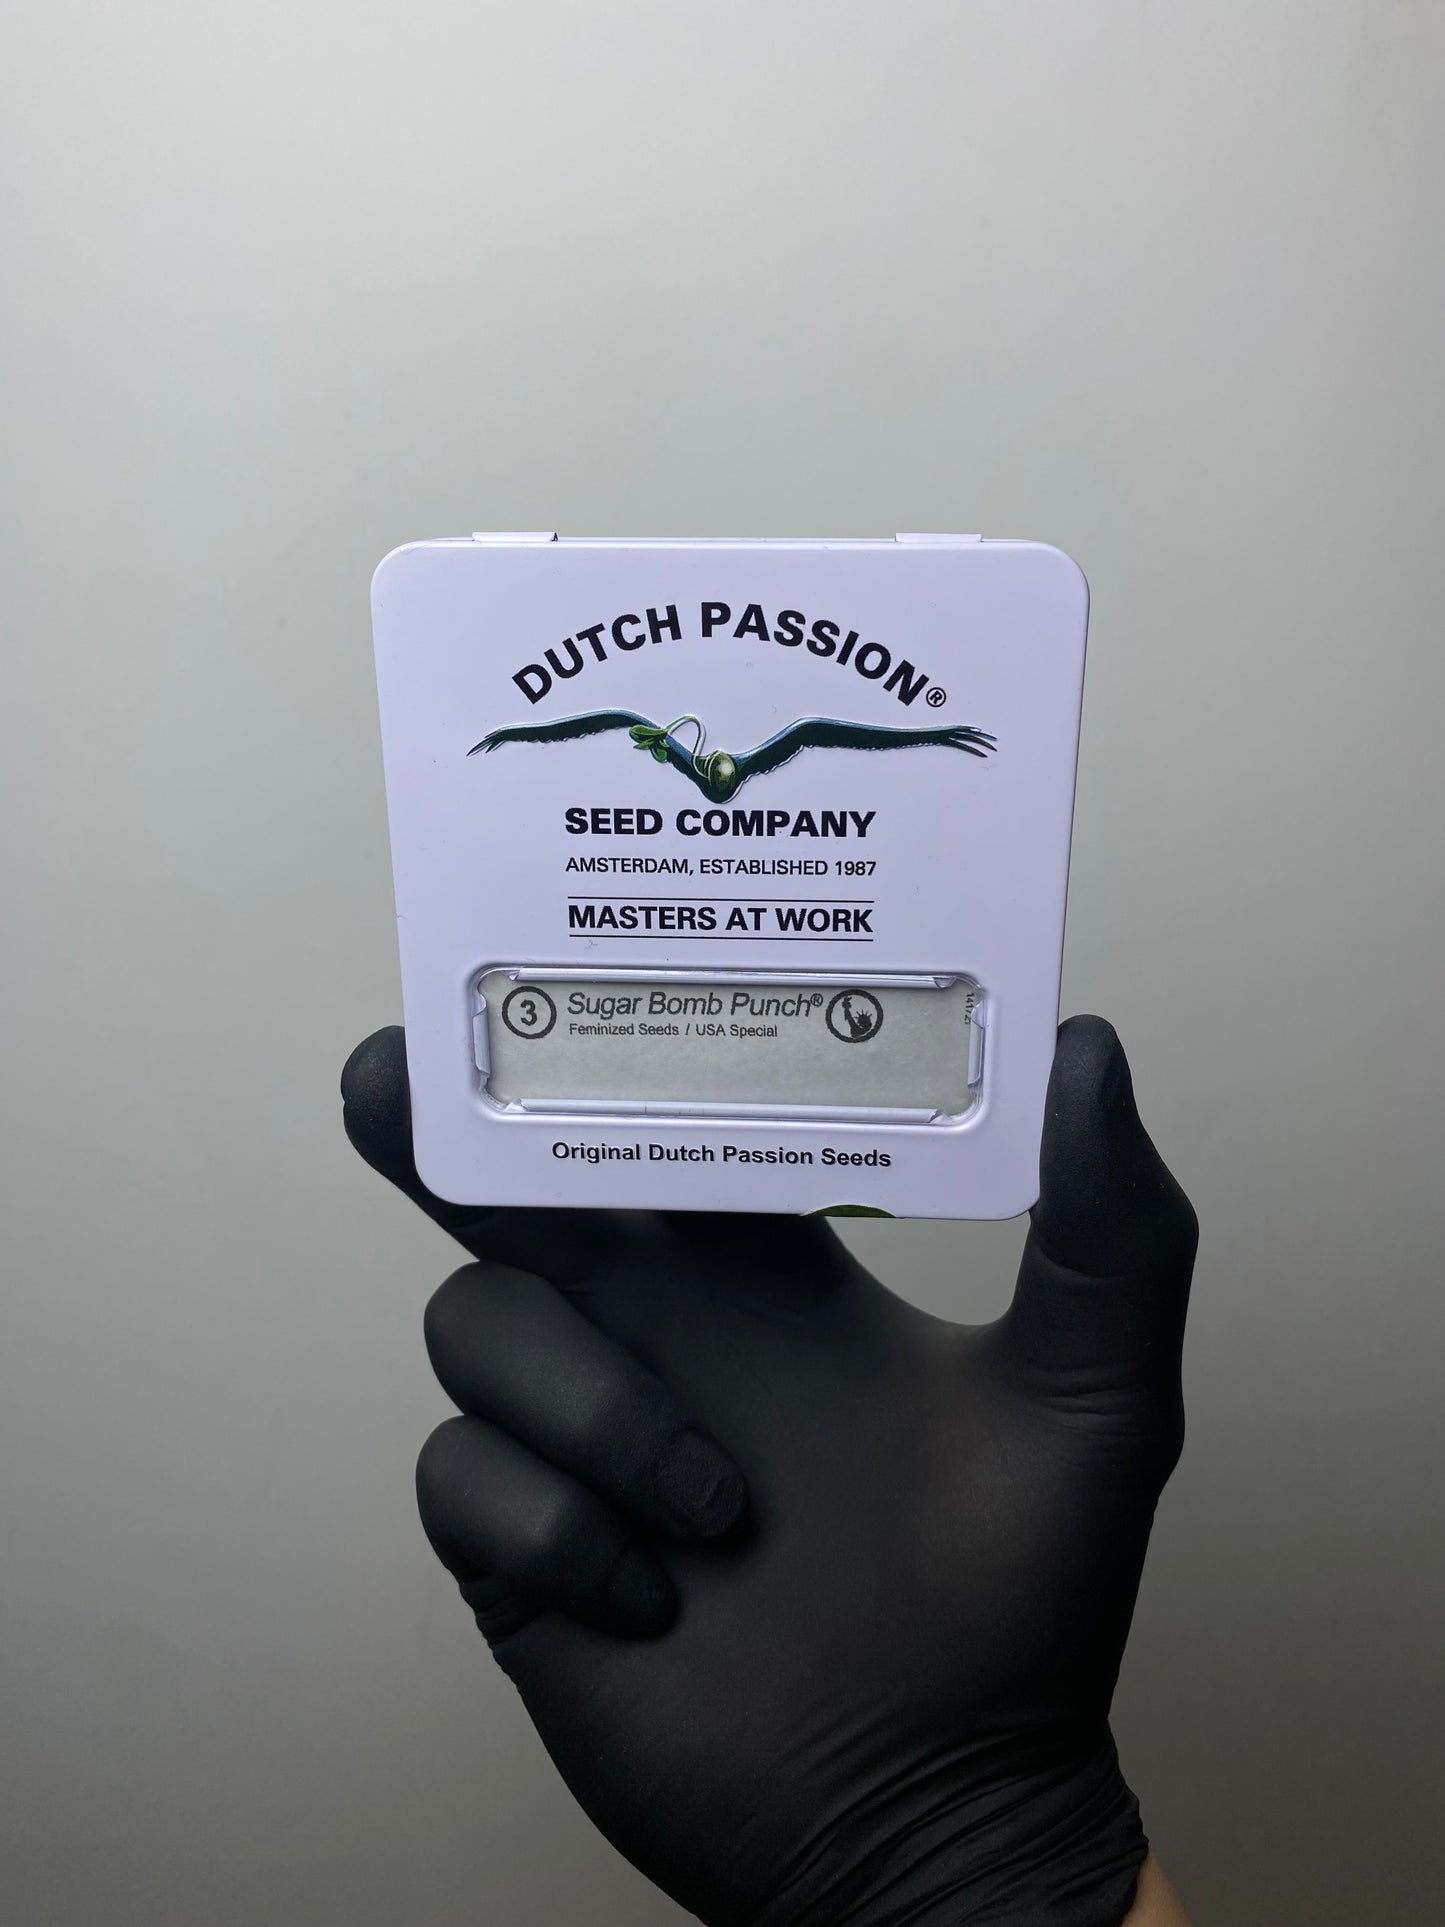 DUTCH PASSION®
SEED COMPANY
AMSTERDAM, ESTABLISHED 1987
MASTERS AT WORK
3 Sugar Bomb Punch®
Feminized Seeds / USA Special
Original Dutch Passion Seeds